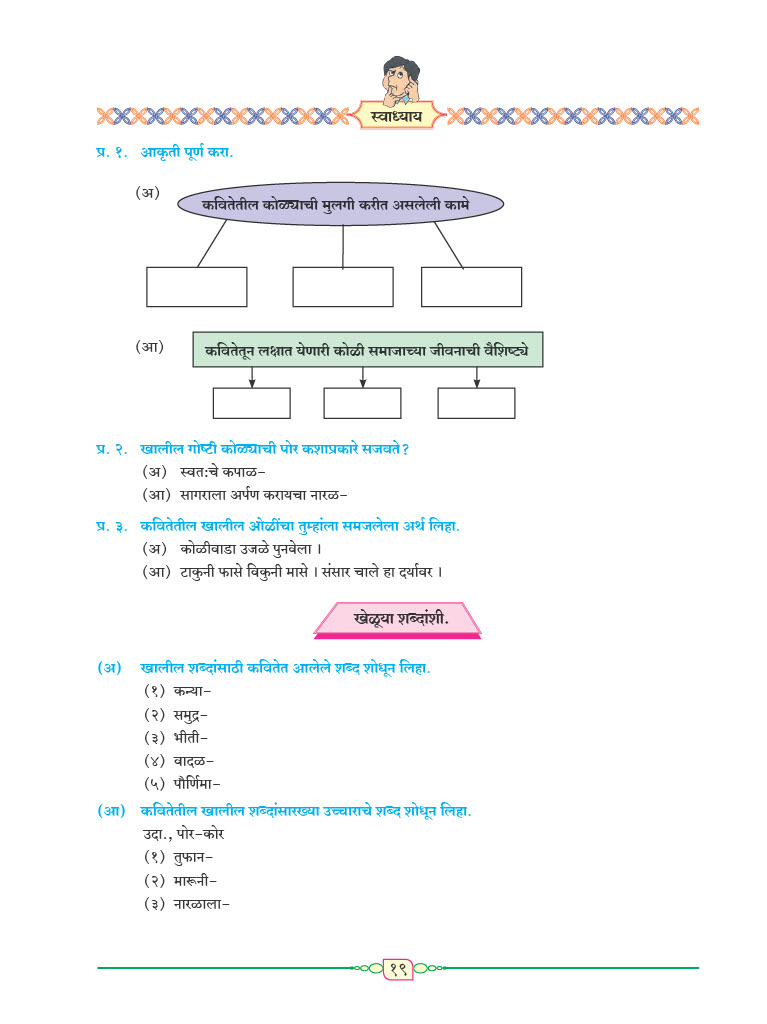 स्वाध्याय
प्र. १. आकृती पूर्ण करा.
(अ)
कवितेतील कोळ्याची मुलगी करीत असलेली कामे
(आ)
कवितेतून लक्षात येणारी कोळी समाजाच्या जीवनाची वैशिष्ट्ये
प्र. २. खालील गोष्टी कोळ्याची पोर कशाप्रकारे सजवते?
(अ) स्वतःचे कपाळ-
(आ) सागराला अर्पण करायचा नारळ-
प्र. ३. कवितेतील खालील ओळींचा तुम्हांला समजलेला अर्थ लिहा.
(अ) कोळीवाडा उजळे पुनवेला ।
(आ) टाकुनी फासे विकुनी मासे । संसार चाले हा दर्यावर ।
खेळूया शब्दांशी.
(अ) खालील शब्दांसाठी कवितेत आलेले शब्द शोधून लिहा.
(१) कन्या-
(२) समुद्र-
(३) भीती-
(४) वादळ-
(५) पौर्णिमा-
(आ) कवितेतील खालील शब्दांसारख्या उच्चाराचे शब्द शोधून लिहा.
उदा., पोर-कोर
(१) तुफान-
(२) मारूनी-
(३) नारळाला-
१९